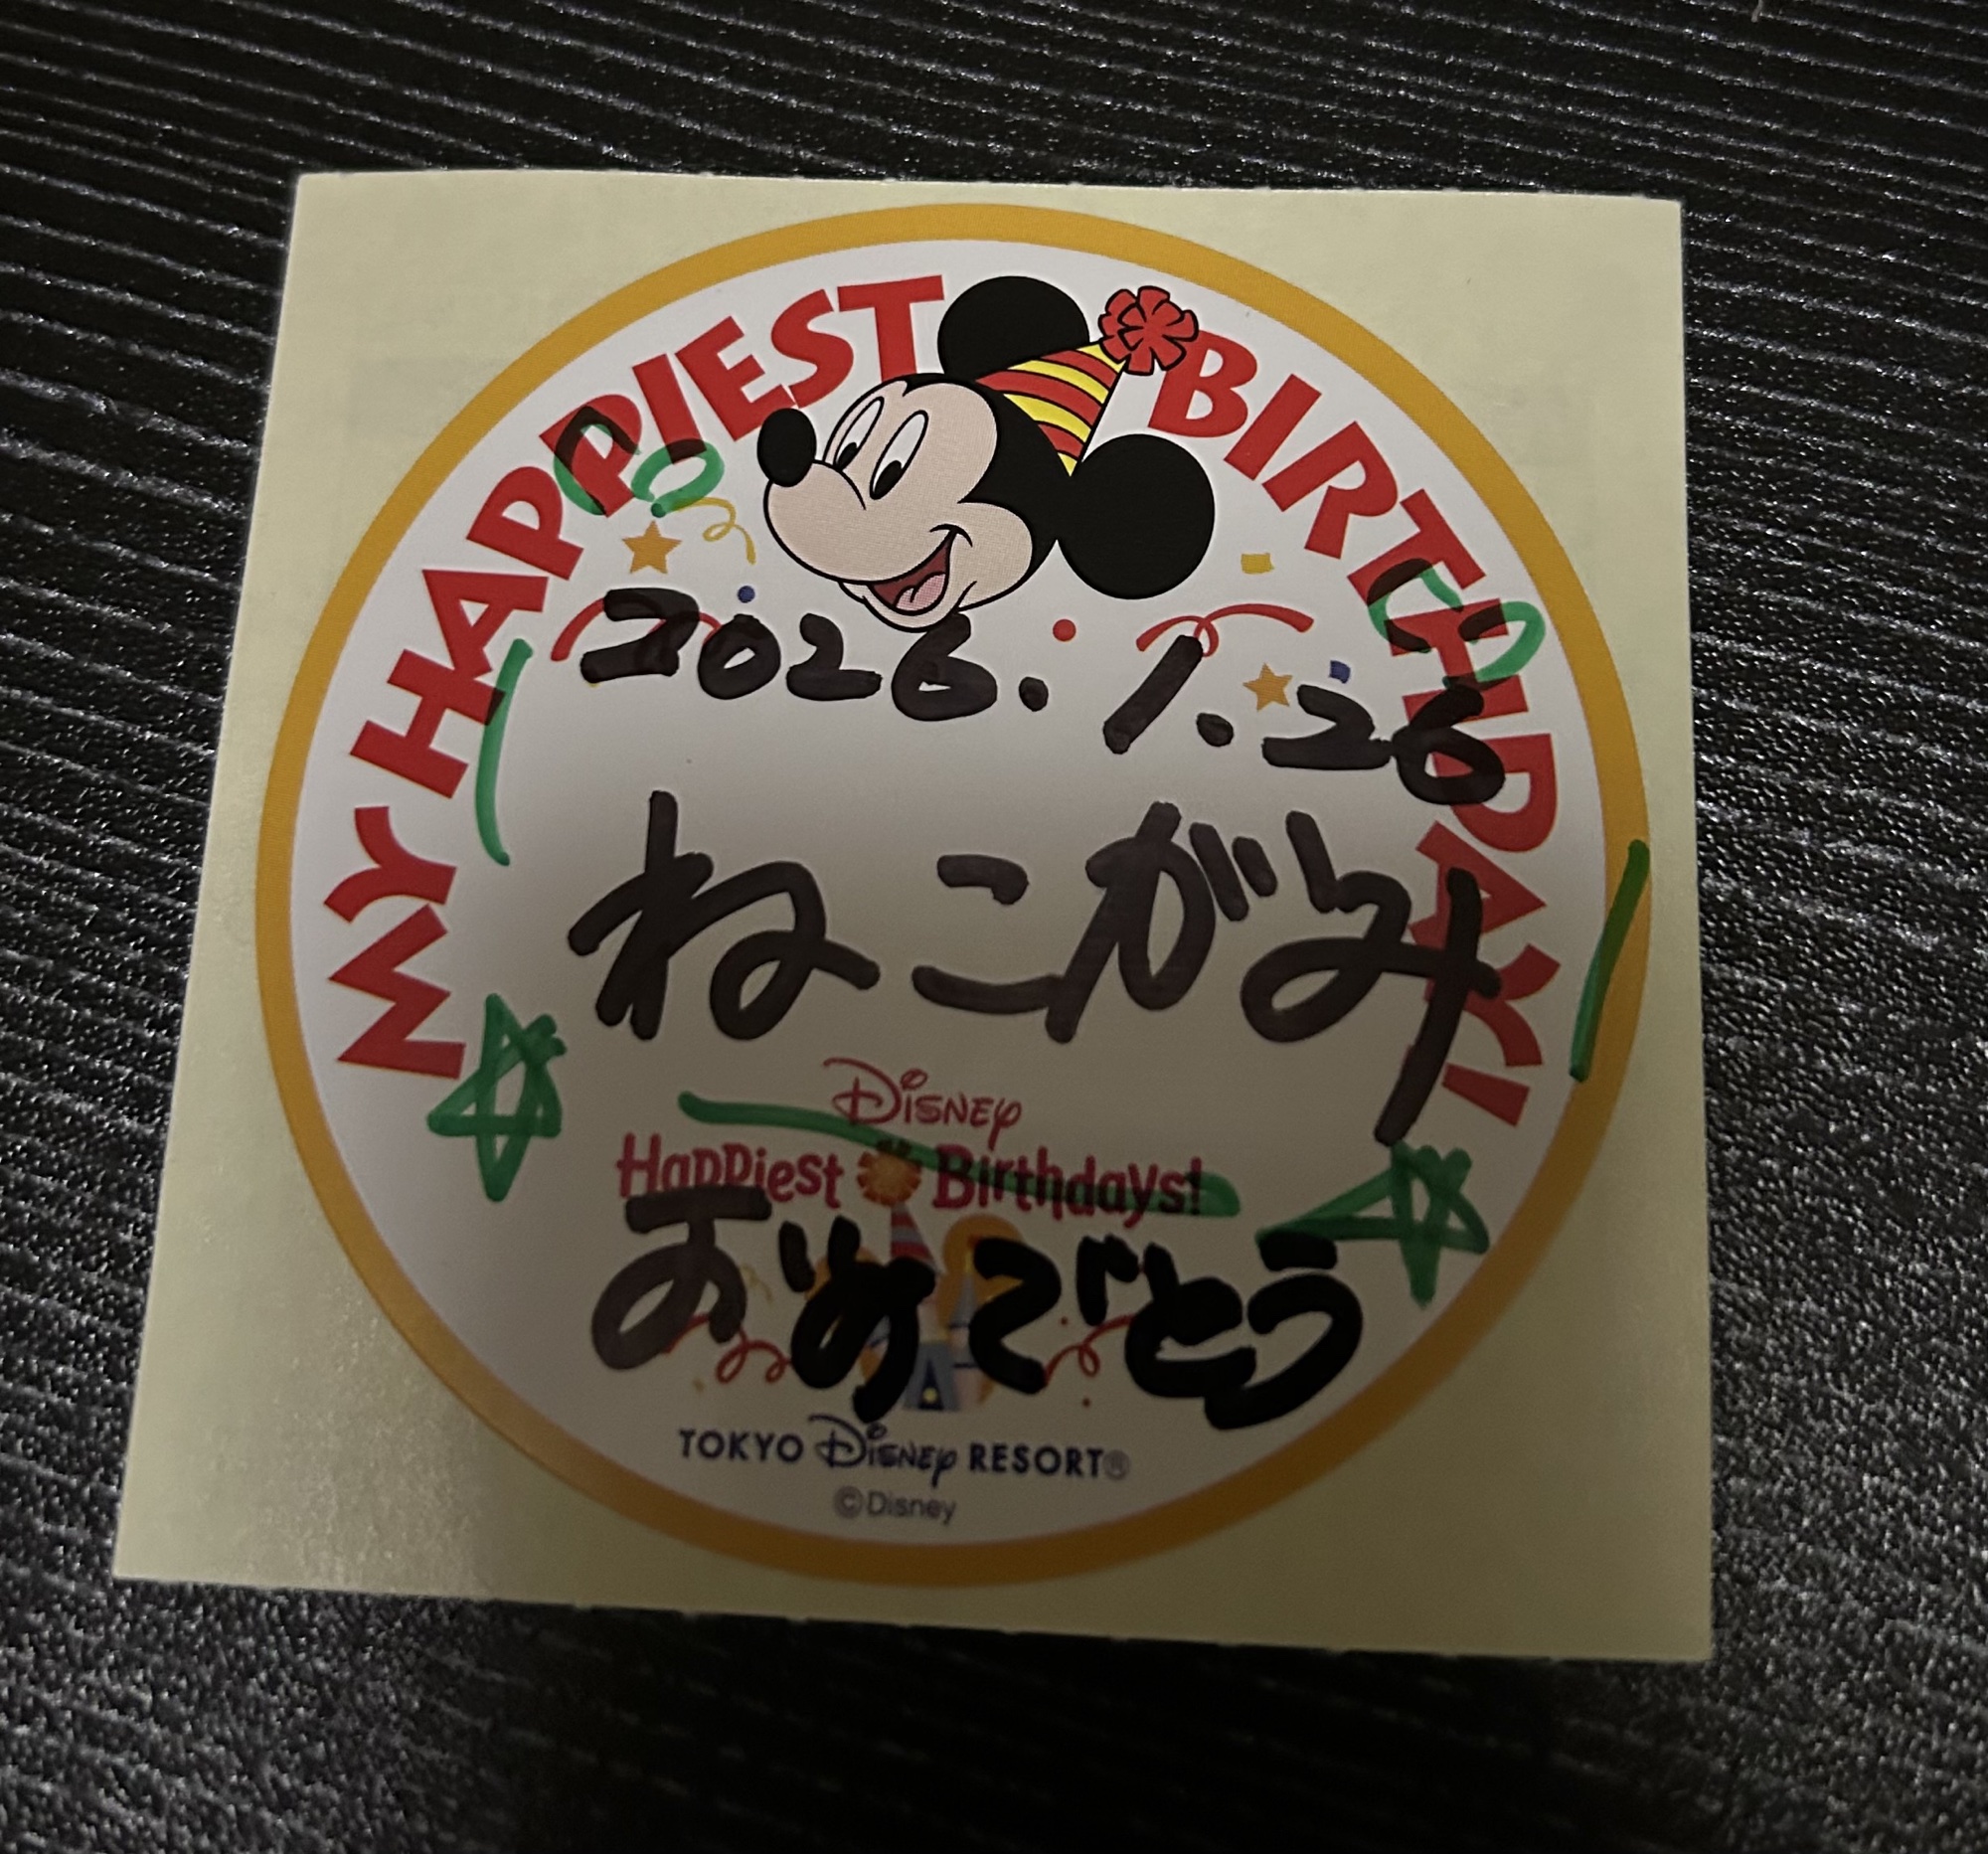 MY HAPPIEST BIRTHDAY!
2026.1.26
ねこがみ
Disney
Happiest Birthdays!
おめでとう
TOKYO Disney RESORT®
©Disney